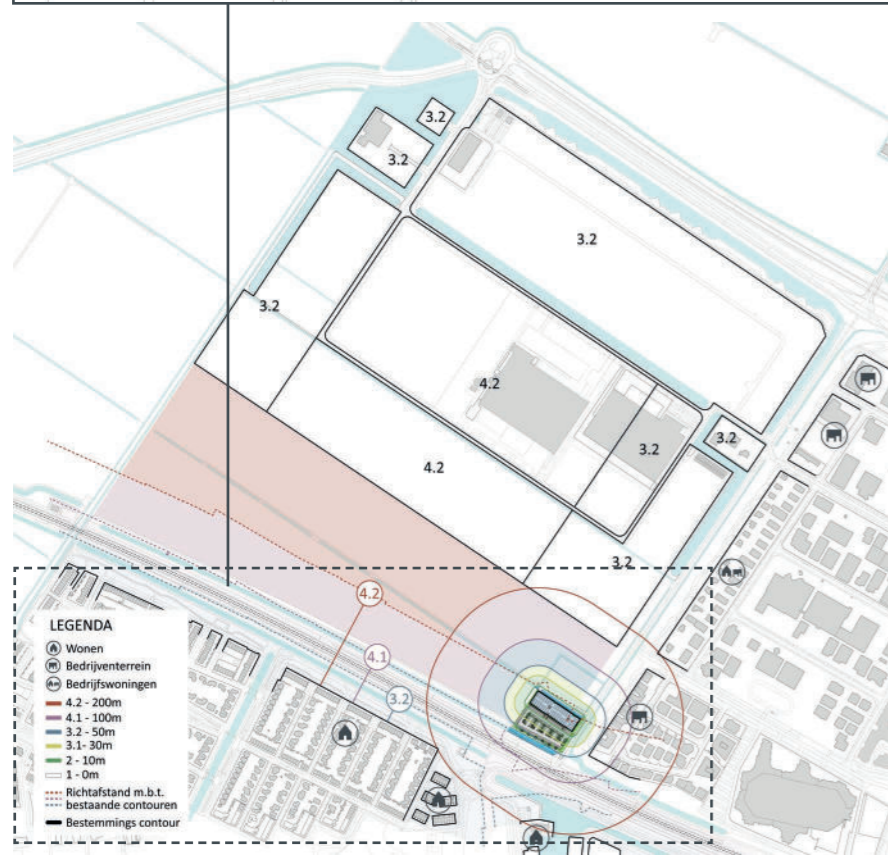 3.2
3.2
3.2
3.2
4.2
3.2
3.2
4.2
3.2
4.2
4.1
3.2
LEGENDA
Wonen
Bedrijventerrein
Bedrijfswoningen
4.2 - 200m
4.1 - 100m
3.2 - 50m
3.1- 30m
2 - 10m
1 - 0m
Richtafstand m.b.t.
bestaande contouren
Bestemmings contour